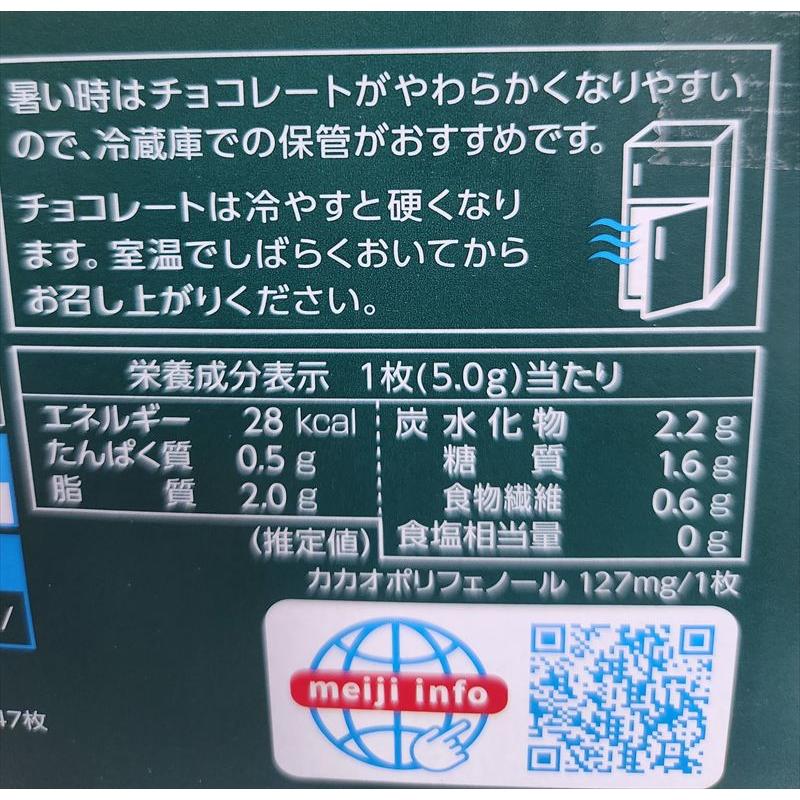 暑い時はチョコレートがやわらかくなりやすい
ので、冷蔵庫での保管がおすすめです。
チョコレートは冷やすと硬くなり
ます。室温でしばらくおいてから
お召し上がりください。
栄養成分表示 1枚(5.0g)当たり
エネルギー 28 kcal
たんぱく質 0.5 g
脂質 2.0 g
炭水化物 2.2 g
糖質 1.6 g
食物繊維 0.6 g
食塩相当量 0 g
(推定値)
カカオポリフェノール 127mg/1枚
meiji info
47枚